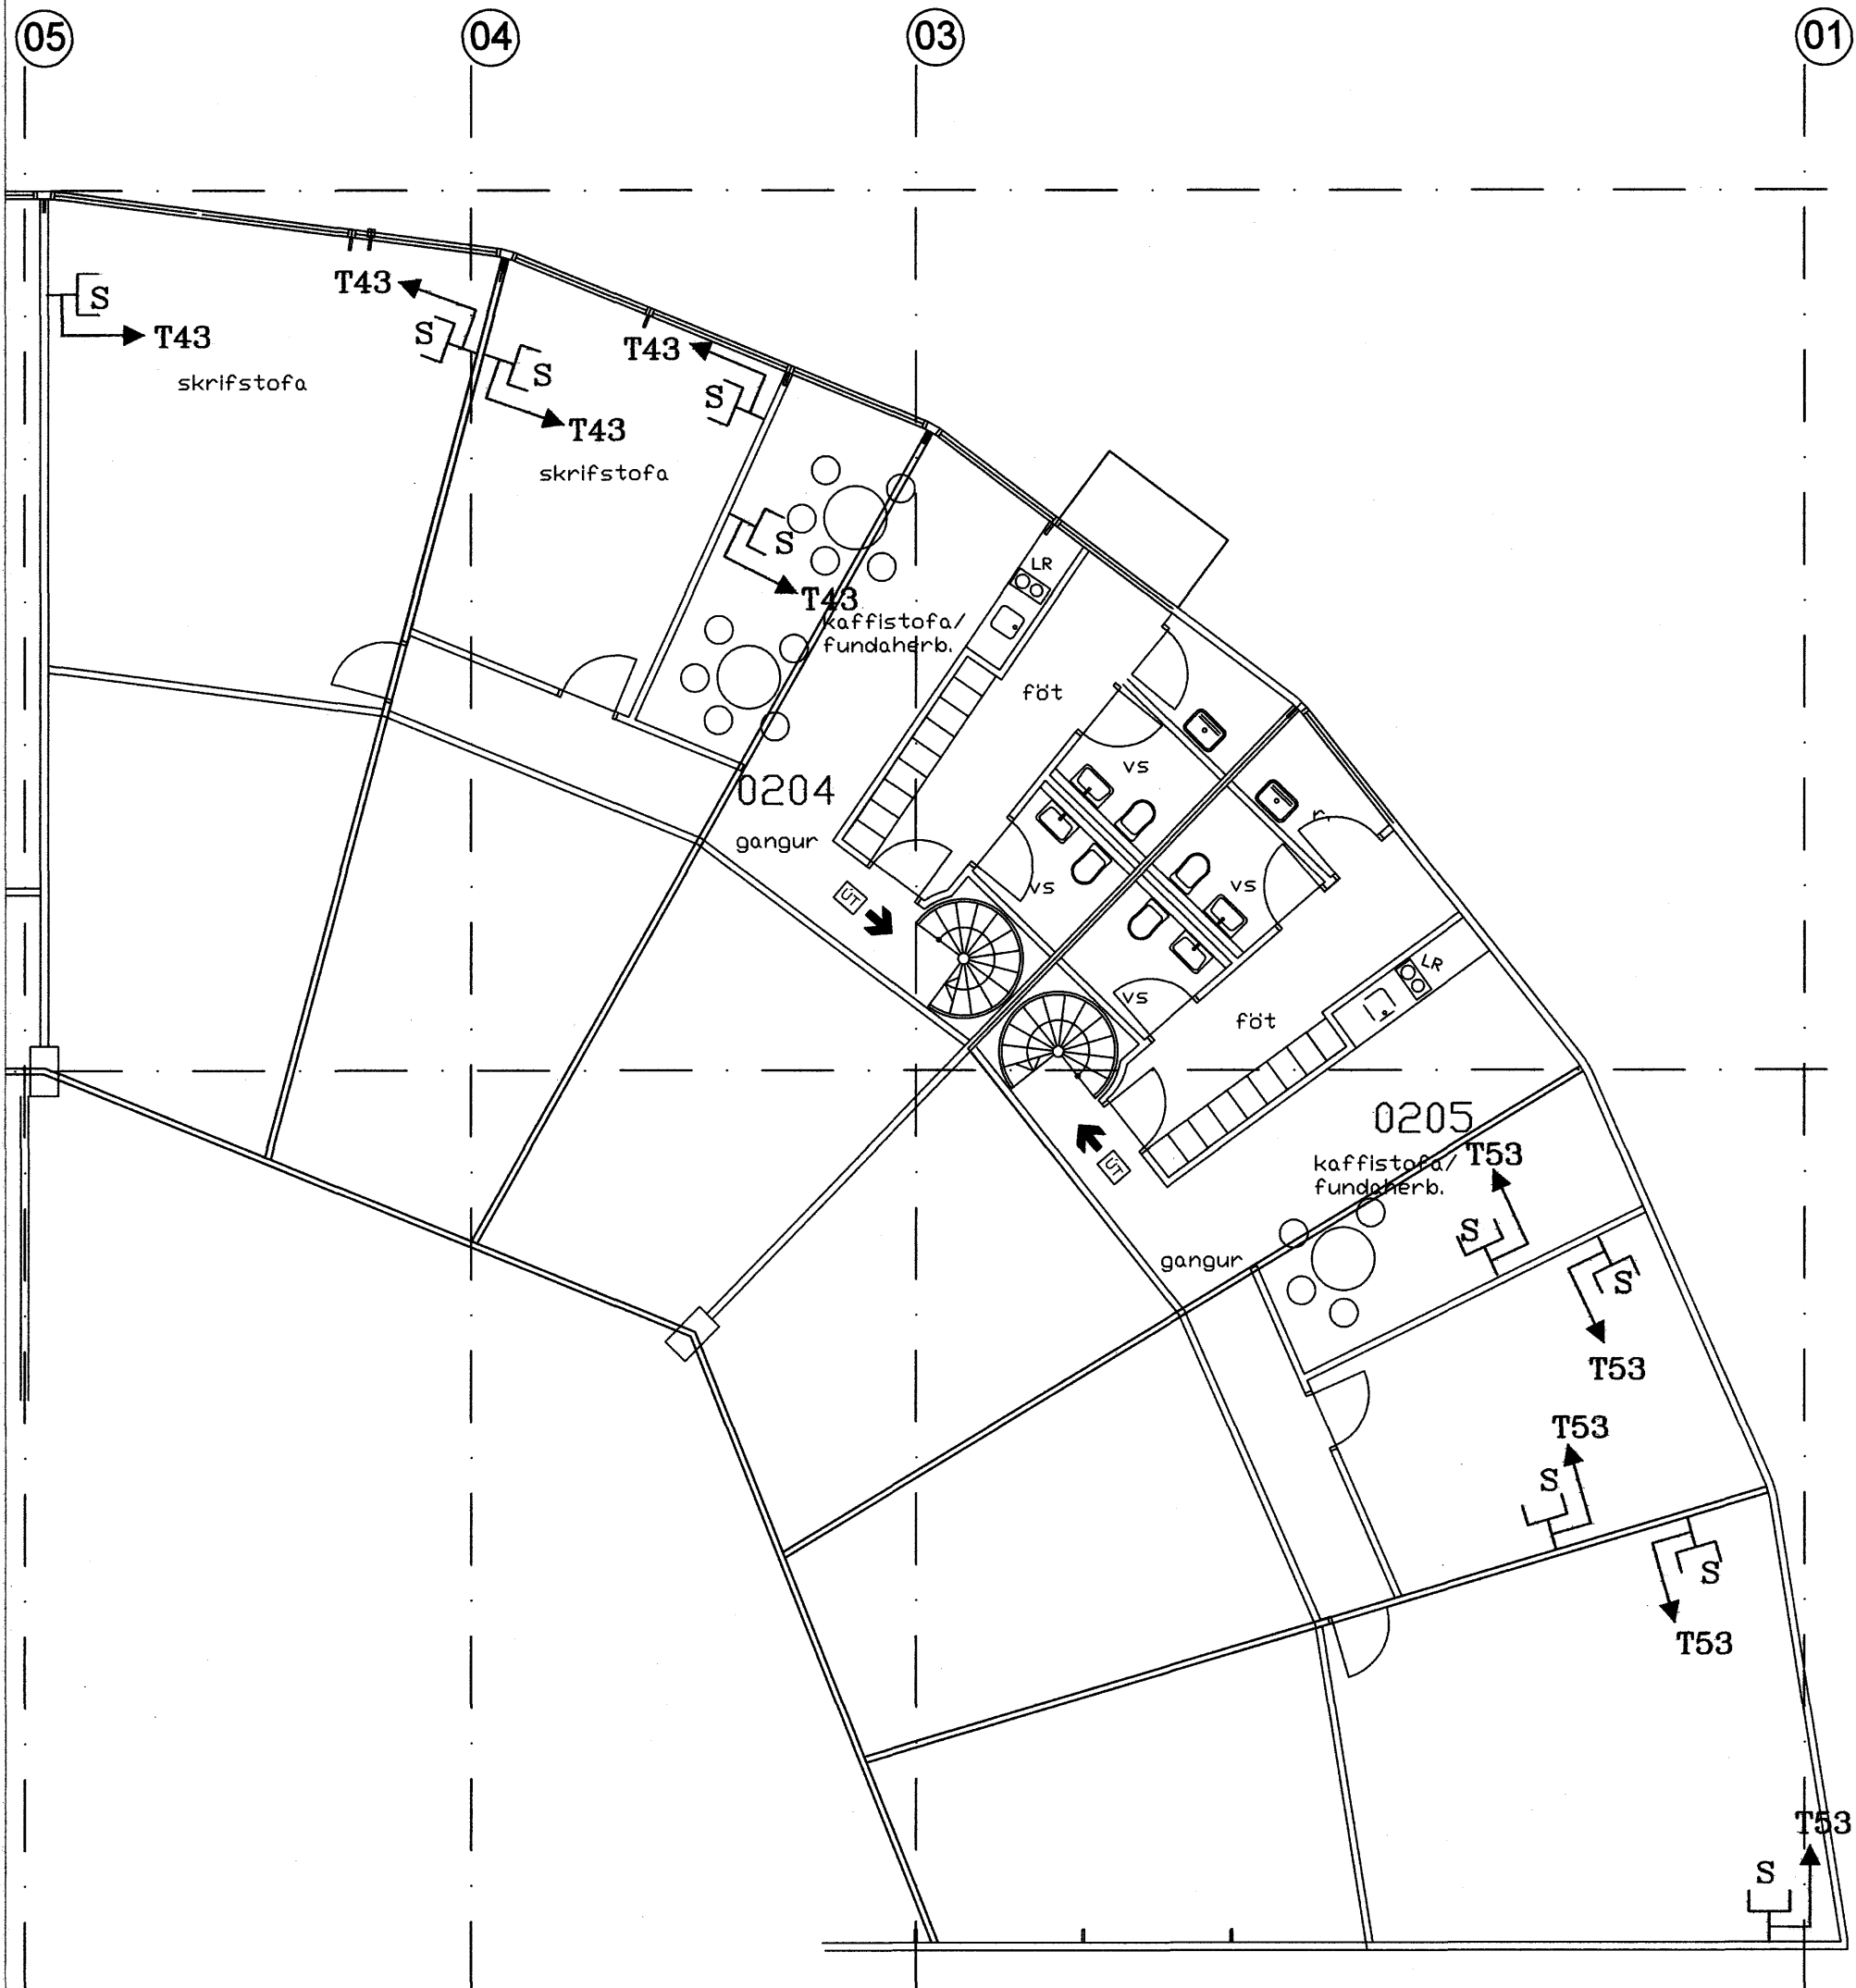 05
04
03
01
T43
S
T43
skrifstofa
S
S
T43
T43
S
skrifstofa
S
T43
kaffistofa/
fundaherb.
LR
föt
vs
0204
gangur
vs
vs
ÚT
vs
LR
föt
0205
kaffistofa/
fundaherb.
T53
ÚT
S
gangur
S
T53
T53
S
S
T53
T53
S